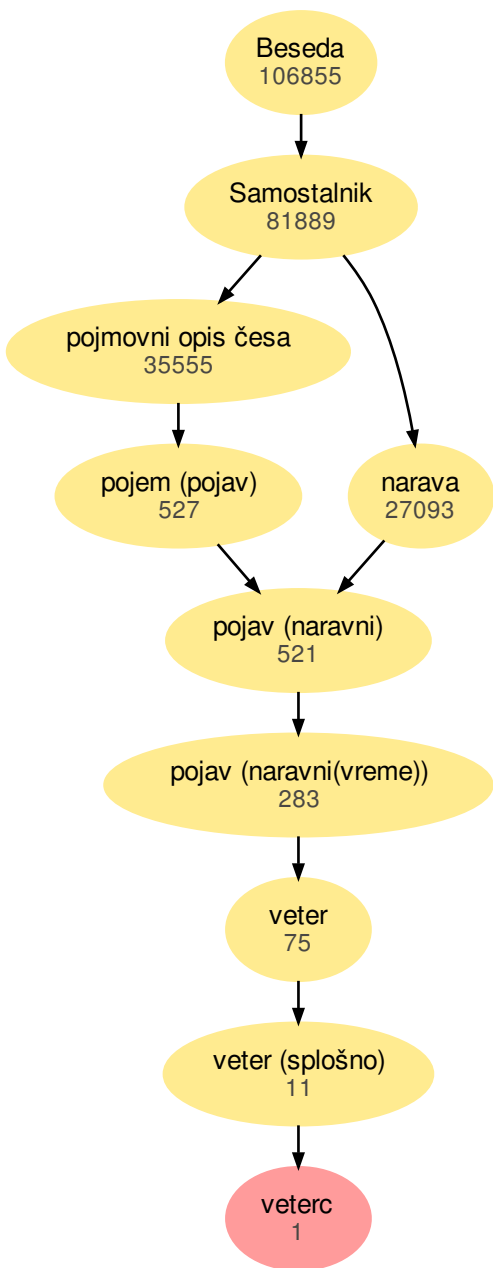 Beseda
106855
Samostalnik
81889
pojmovni opis česa
35555
pojem (pojav)
527
narava
27093
pojav (naravni)
521
pojav (naravni(vreme))
283
veter
75
veter (splošno)
11
veterc
1